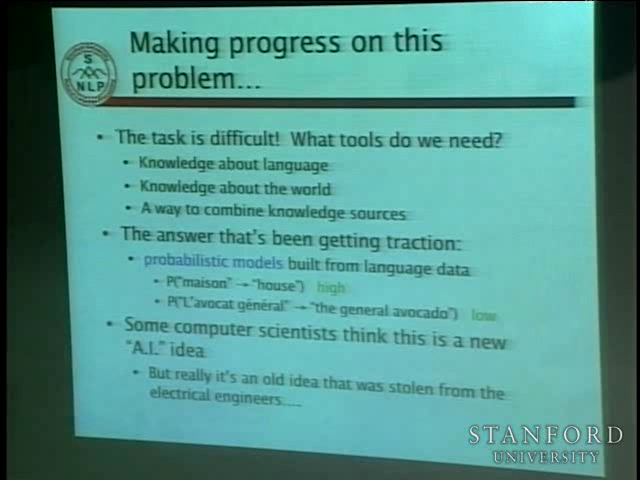 S
NLP
Making progress on this
problem...
• The task is difficult! What tools do we need?
• Knowledge about language
• Knowledge about the world
• A way to combine knowledge sources
• The answer that's been getting traction:
• probabilistic models built from language data
• P("maison" → "house") high
• P("L'avocat général" → "the general avocado") low
• Some computer scientists think this is a new
"A.I." idea
• But really it's an old idea that was stolen from the
electrical engineers....
STANFORD
UNIVERSITY